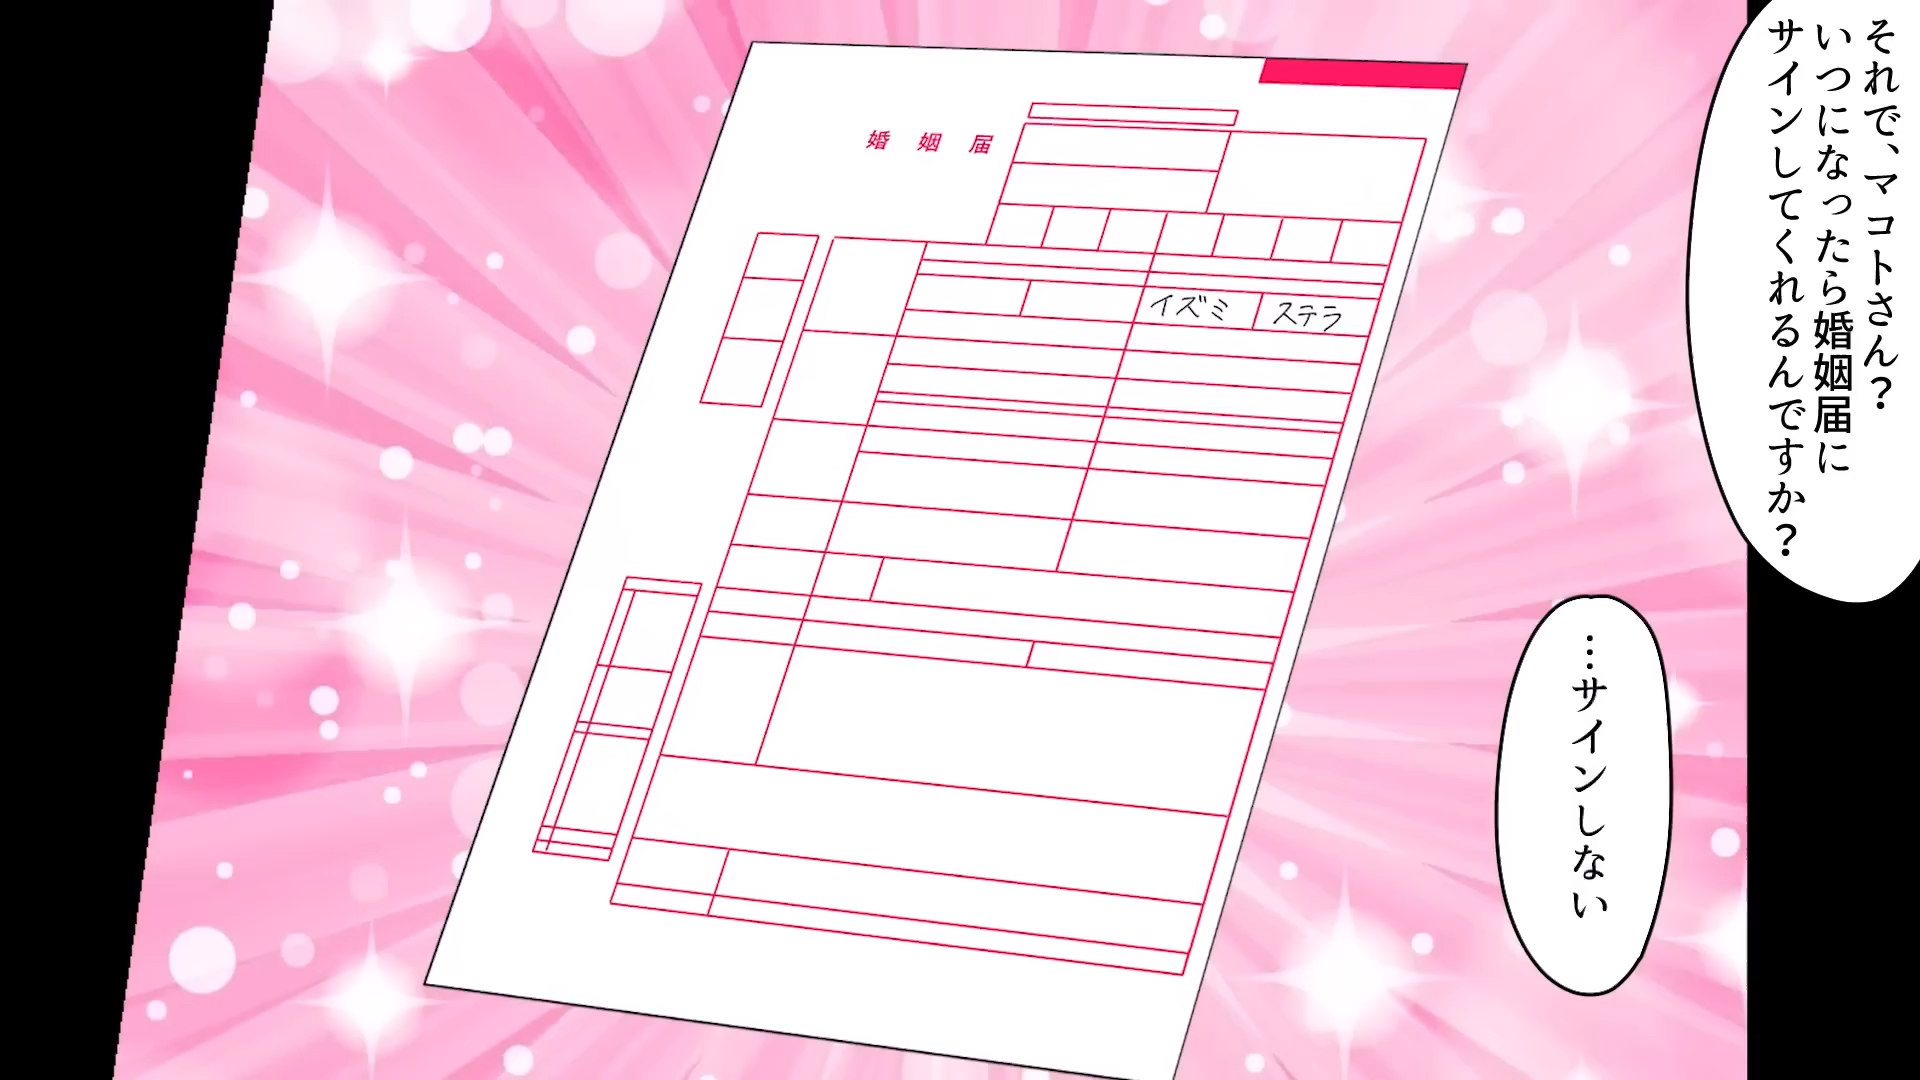 それで、マコトさん？
いつになったら婚姻届に
サインしてくれるんですか？
…サインしない
婚姻届
イズミ ステラ